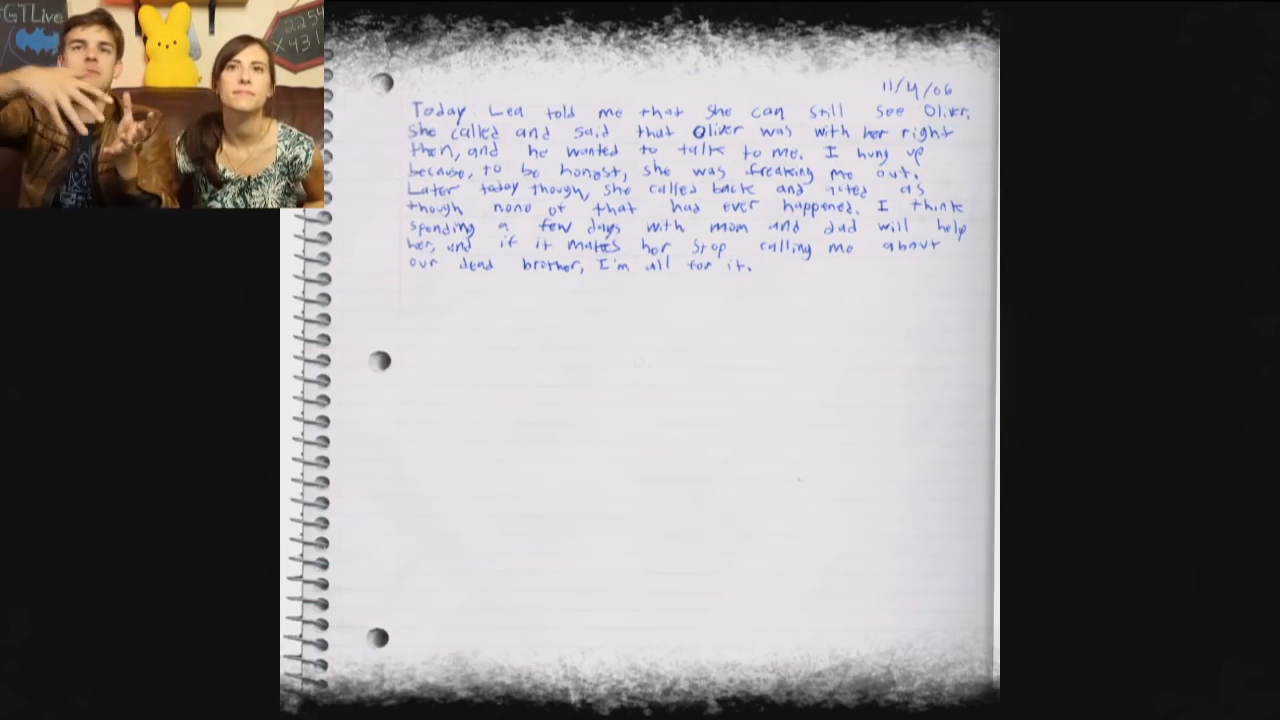 GTLive
2254
X431
11/4/06
Today Lea told me that she can still see Oliver.
She called and said that Oliver was with her right
then, and he wanted to talk to me. I hung up
because, to be honest, she was freaking me out.
Later today though, she called back and acted as
though none of that had ever happened. I think
spending a few days with mom and dad will help
her, and if it makes her stop calling me about
our dead brother, I'm all for it.